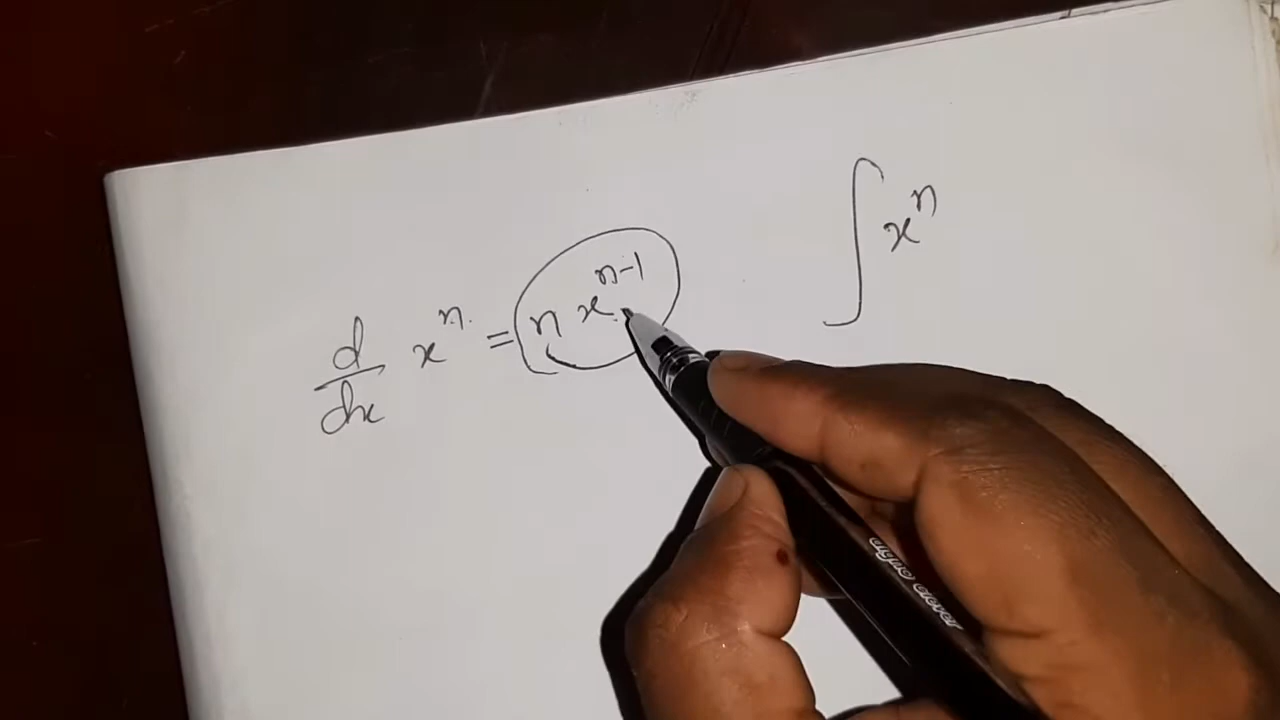 d/dx x^n = n x^{n-1}
∫ x^n